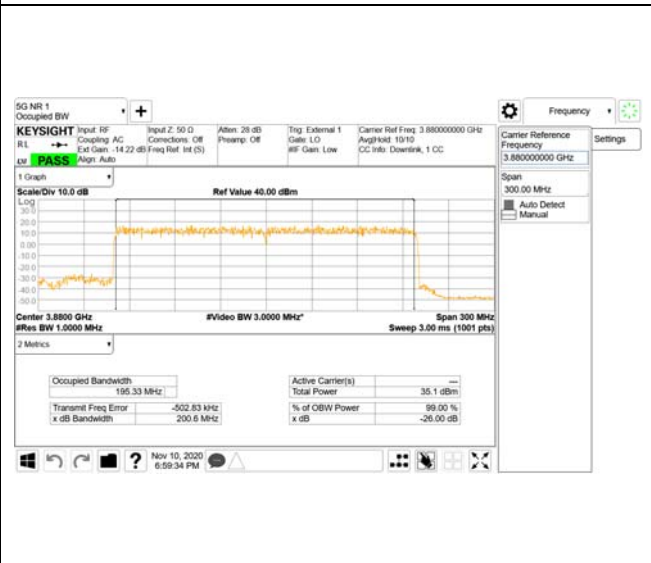 5G NR 1
Occupied BW
+
Frequency
KEYSIGHT Input: RF Input Z: 50 Ω Atten: 28 dB Trig: External 1 Carrier Ref Freq: 3.880000000 GHz
RL Coupling: AC Corrections: Off Preamp: Off Gate: LO Avg|Hold: 10/10
Ext Gain: -14.22 dB Freq Ref: Int (S) #IF Gain: Low CC Info: Downlink, 1 CC
PASS Align: Auto
Carrier Reference
Frequency
3.880000000 GHz
Settings
Span
300.00 MHz
Auto Detect
Manual
1 Graph
Scale/Div 10.0 dB Ref Value 40.00 dBm
Log
30.0
20.0
10.0
0.00
-10.0
-20.0
-30.0
-40.0
-50.0
Center 3.8800 GHz #Video BW 3.0000 MHz* Span 300 MHz
#Res BW 1.0000 MHz Sweep 3.00 ms (1001 pts)
2 Metrics
Occupied Bandwidth Active Carrier(s) —
195.33 MHz Total Power 35.1 dBm
Transmit Freq Error -502.83 kHz % of OBW Power 99.00 %
x dB Bandwidth 200.6 MHz x dB -26.00 dB
? Nov 10, 2020
6:59:34 PM